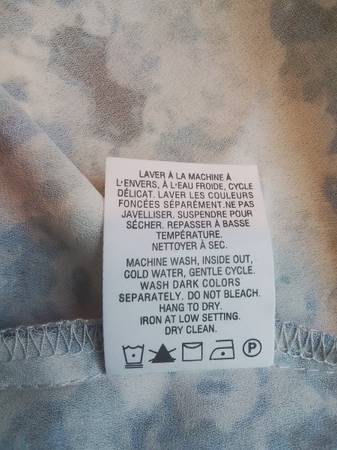 LAVER À LA MACHINE À
L'ENVERS, À L'EAU FROIDE, CYCLE
DÉLICAT. LAVER LES COULEURS
FONCÉES SÉPARÉMENT.NE PAS
JAVELLISER. SUSPENDRE POUR
SÉCHER. REPASSER À BASSE
TEMPÉRATURE.
NETTOYER À SEC.
MACHINE WASH, INSIDE OUT,
COLD WATER, GENTLE CYCLE.
WASH DARK COLORS
SEPARATELY. DO NOT BLEACH.
HANG TO DRY.
IRON AT LOW SETTING.
DRY CLEAN.
P